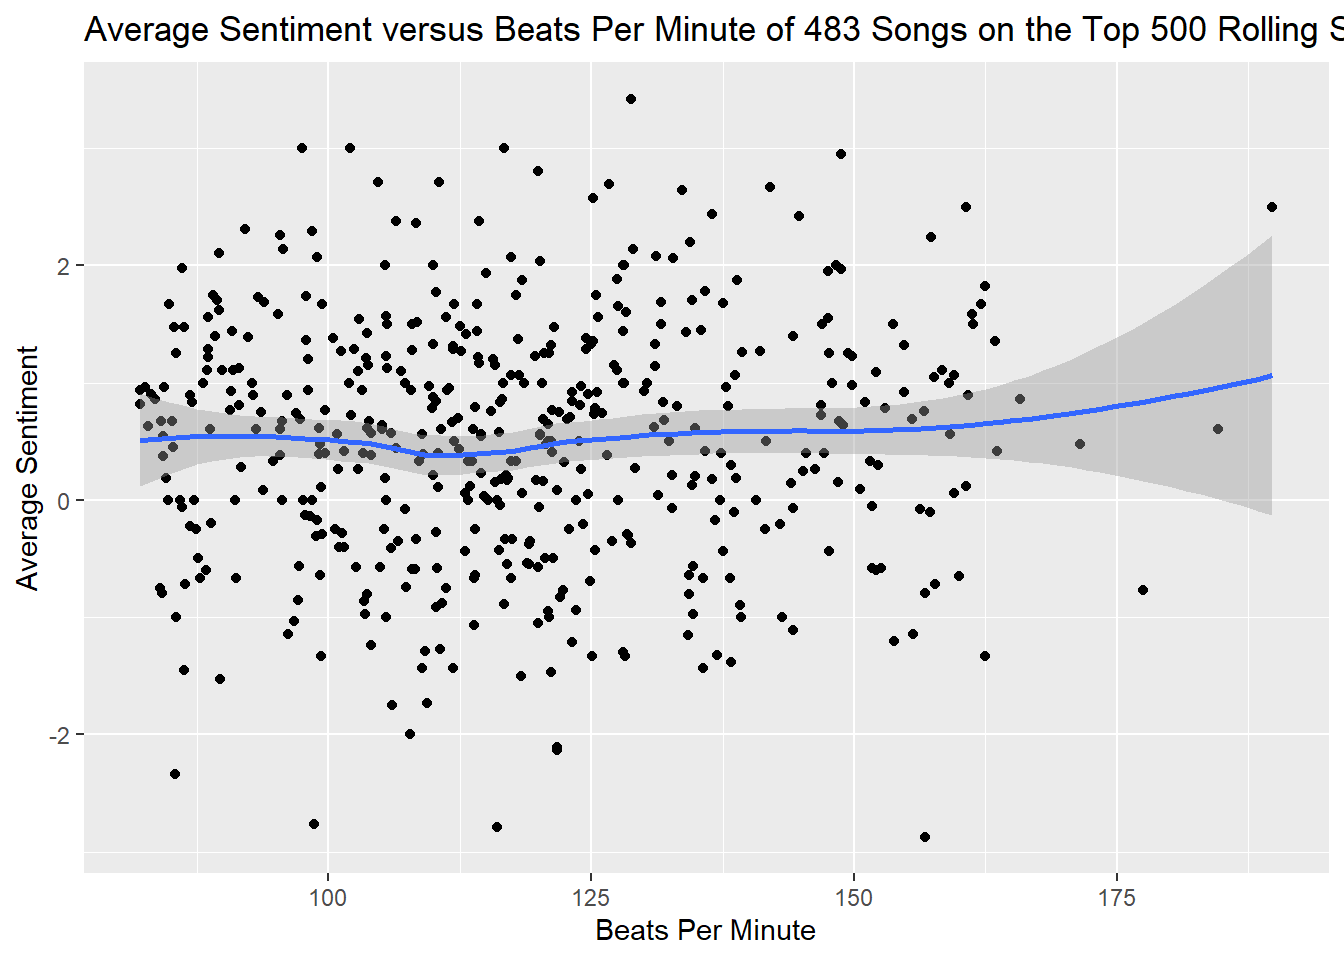 Average Sentiment versus Beats Per Minute of 483 Songs on the Top 500 Rolling
Average Sentiment
2
0
-2
100 125 150 175
Beats Per Minute